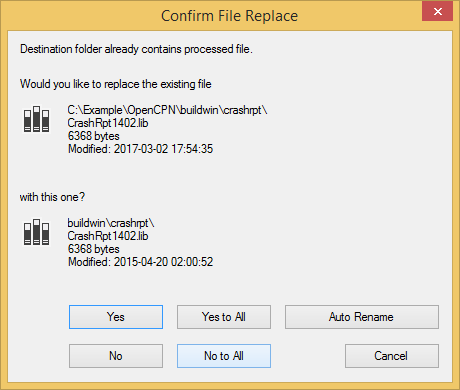 Confirm File Replace
Destination folder already contains processed file.
Would you like to replace the existing file
C:\Example\OpenCPN\buildwin\crashrpt\
CrashRpt1402.lib
6368 bytes
Modified: 2017-03-02 17:54:35
with this one?
buildwin\crashrpt\
CrashRpt1402.lib
6368 bytes
Modified: 2015-04-20 02:00:52
Yes
Yes to All
Auto Rename
No
No to All
Cancel